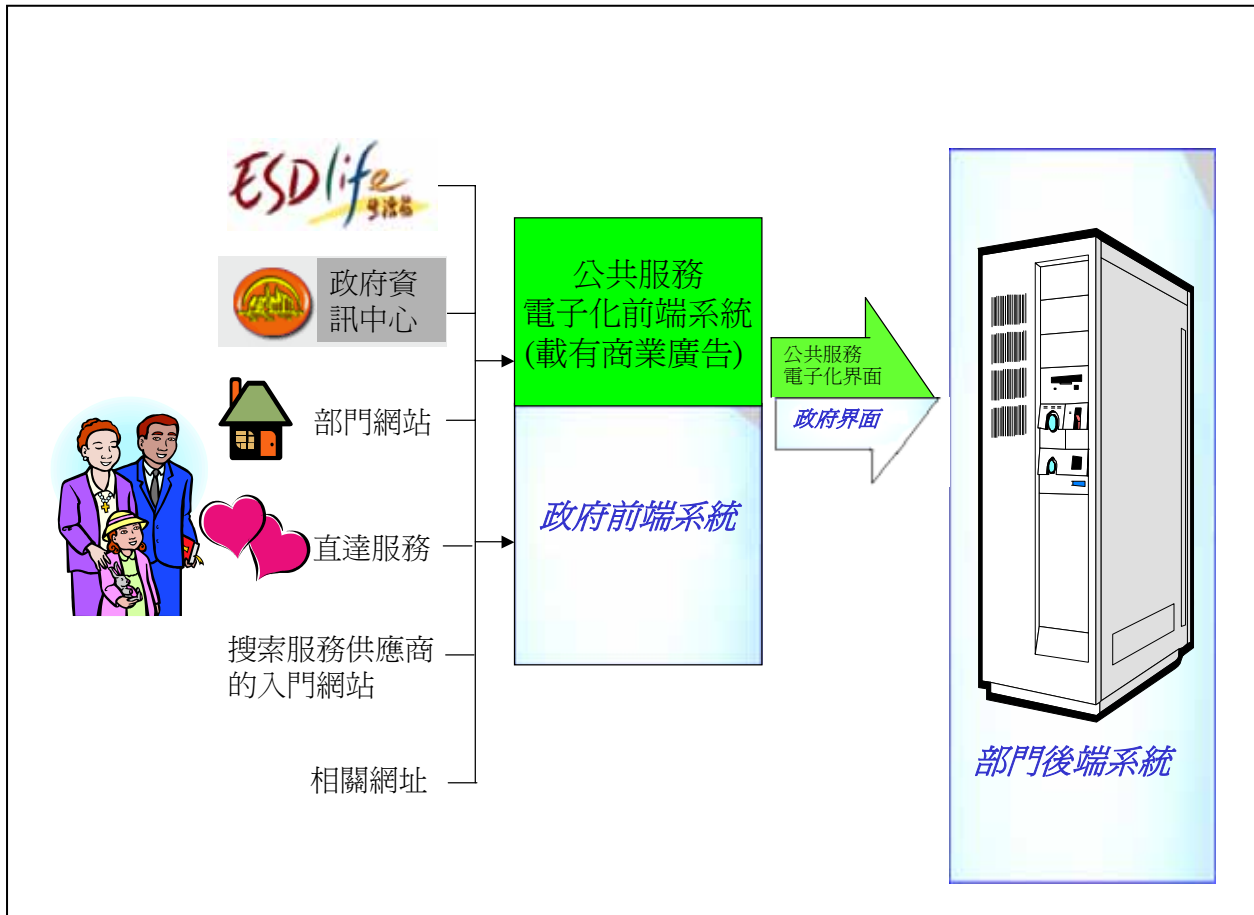 ESDlife
生活易
政府資
訊中心
部門網站
直達服務
搜索服務供應商
的入門網站
相關網址
公共服務
電子化前端系統
(載有商業廣告)
政府前端系統
公共服務
電子化界面
政府界面
部門後端系統